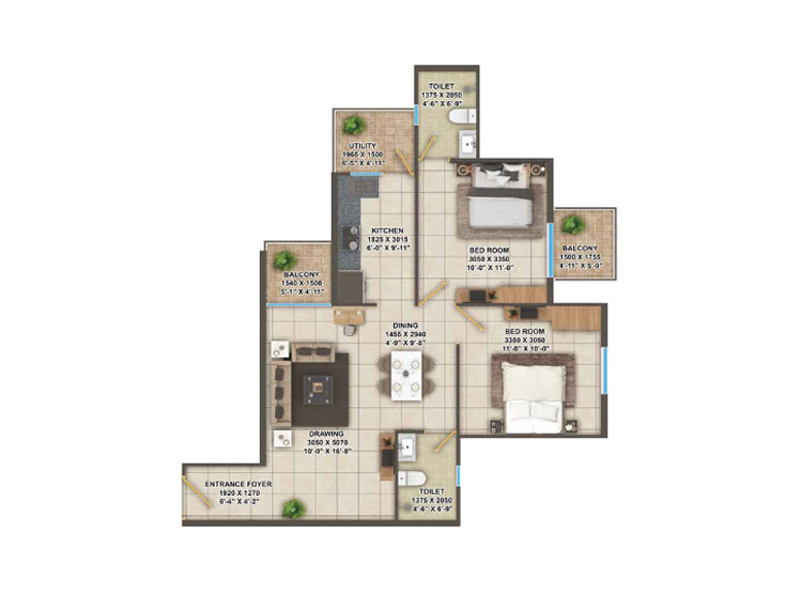 TOILET
1375 X 2050
4'-6" X 6'-9"
UTILITY
1965 X 1500
6'-5" X 4'-11"
KITCHEN
1825 X 3015
6'-0" X 9'-11"
BED ROOM
3050 X 3350
10'-0" X 11'-0"
BALCONY
1500 X 1755
4'-11" X 5'-9"
BALCONY
1540 X 1500
5'-1" X 4'-11"
DINING
1455 X 2940
4'-9" X 9'-8"
BED ROOM
3350 X 3050
11'-0" X 10'-0"
DRAWING
3050 X 5070
10'-0" X 16'-8"
ENTRANCE FOYER
1920 X 1270
6'-4" X 4'-2"
TOILET
1375 X 2050
4'-6" X 6'-9"